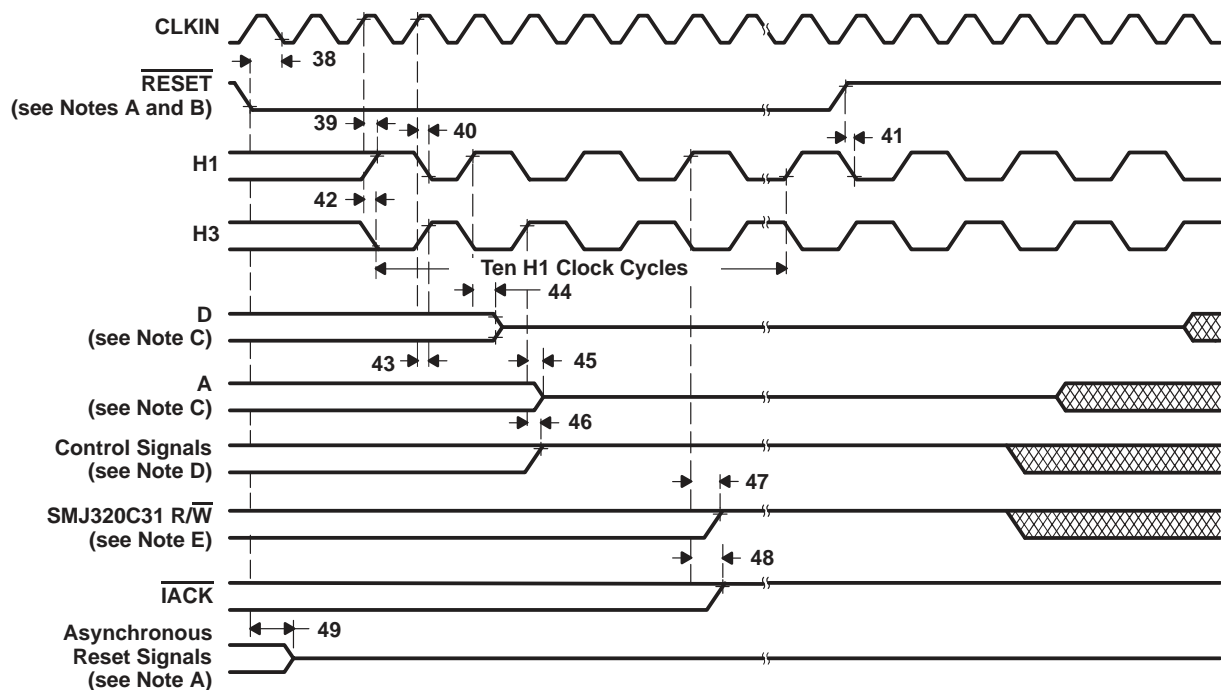 CLKIN
38
RESET
(see Notes A and B)
39
40
41
H1
42
H3
Ten H1 Clock Cycles
44
D
(see Note C)
43
45
A
(see Note C)
46
Control Signals
(see Note D)
47
SMJ320C31 R/W
(see Note E)
48
IACK
49
Asynchronous
Reset Signals
(see Note A)